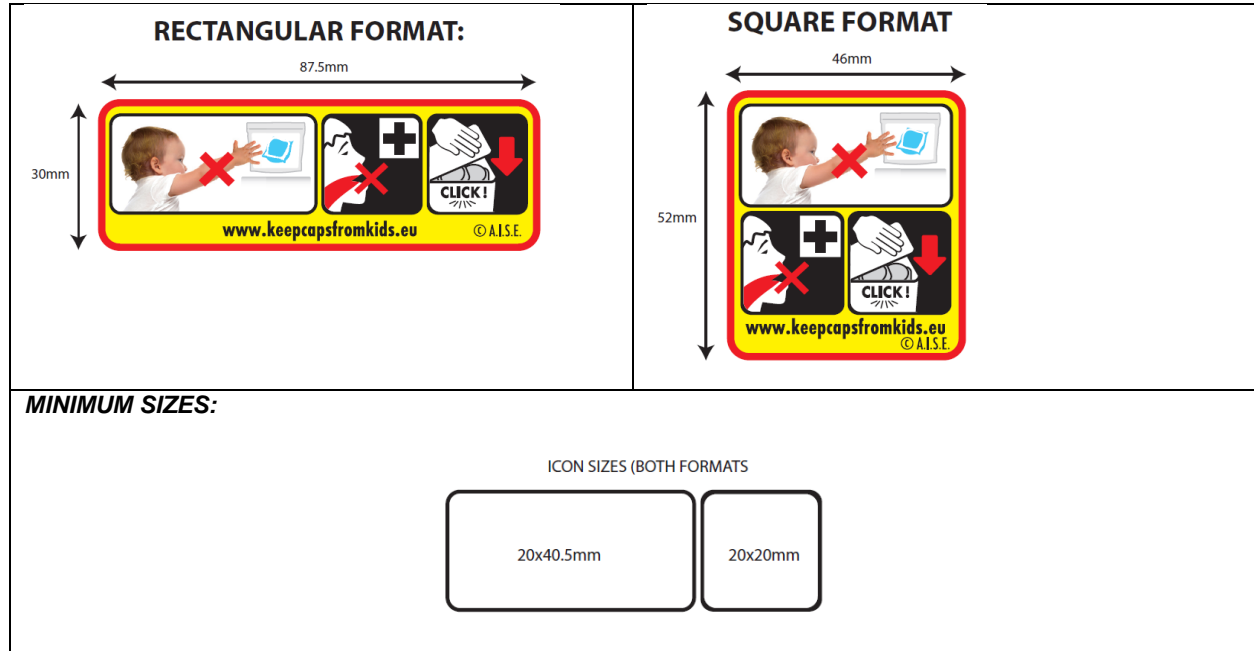 RECTANGULAR FORMAT:
87.5mm
30mm
CLICK!
www.keepcapsfromkids.eu
© A.I.S.E.
SQUARE FORMAT
46mm
52mm
CLICK!
www.keepcapsfromkids.eu
© A.I.S.E.
MINIMUM SIZES:
ICON SIZES (BOTH FORMATS
20x40.5mm
20x20mm